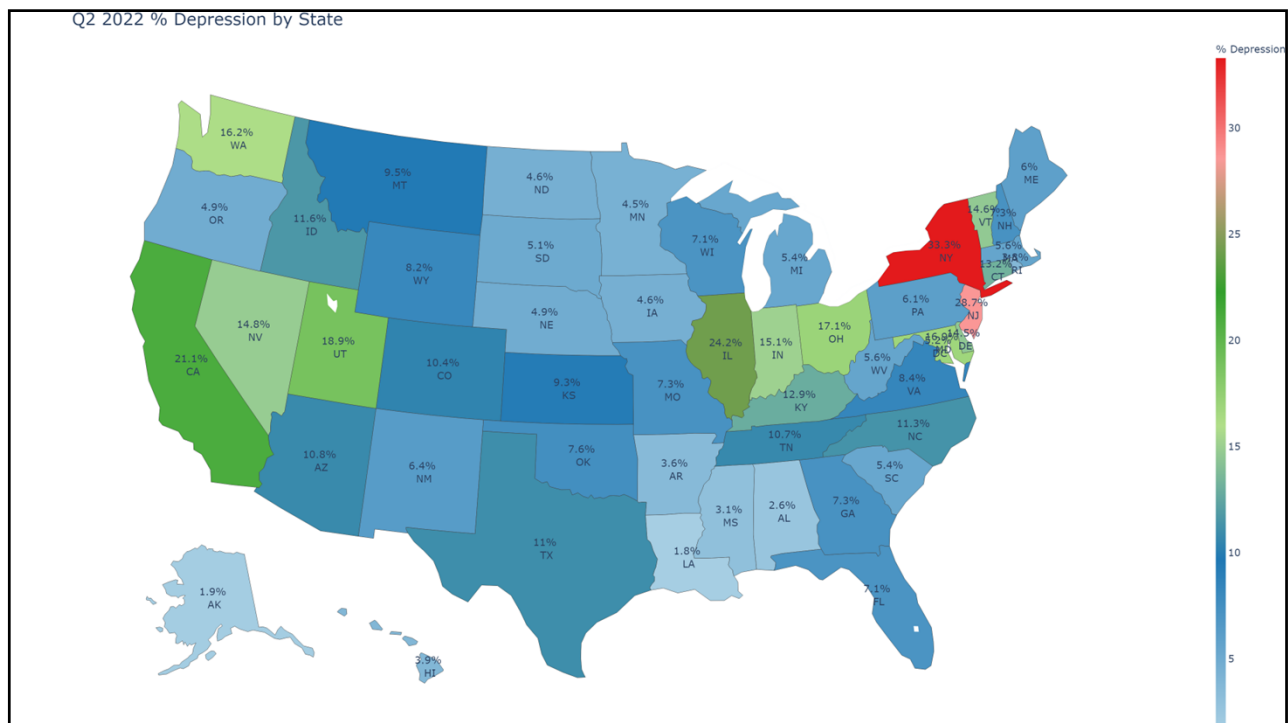 Q2 2022 % Depression by State
% Depression
30
25
20
15
10
5
16.2%
WA
4.9%
OR
21.1%
CA
14.8%
NV
11.6%
ID
9.5%
MT
8.2%
WY
18.9%
UT
10.8%
AZ
10.4%
CO
6.4%
NM
4.6%
ND
5.1%
SD
4.9%
NE
9.3%
KS
7.6%
OK
11%
TX
4.5%
MN
4.6%
IA
7.3%
MO
3.6%
AR
1.8%
LA
7.1%
WI
24.2%
IL
5.4%
MI
15.1%
IN
17.1%
OH
12.9%
KY
10.7%
TN
3.1%
MS
2.6%
AL
7.3%
GA
7.1%
FL
5.4%
SC
11.3%
NC
8.4%
VA
5.6%
WV
6.1%
PA
33.3%
NY
28.7%
NJ
14.5%
DE
MD
DC
14.6%
VT
7.3%
NH
6%
ME
5.6%
MA
RI
13.2%
CT
1.9%
AK
3.9%
HI